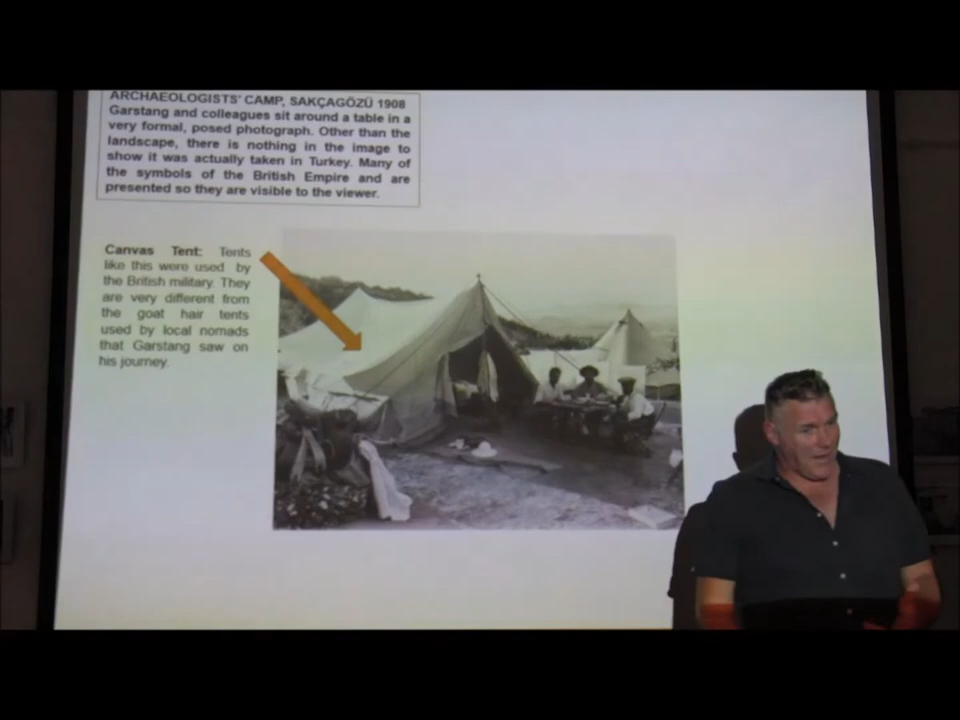 ARCHAEOLOGISTS' CAMP, SAKÇAGÖZÜ 1908
Garstang and colleagues sit around a table in a
very formal, posed photograph. Other than the
landscape, there is nothing in the image to
show it was actually taken in Turkey. Many of
the symbols of the British Empire and are
presented so they are visible to the viewer.
Canvas Tent: Tents
like this were used by
the British military. They
are very different from
the goat hair tents
used by local nomads
that Garstang saw on
his journey.